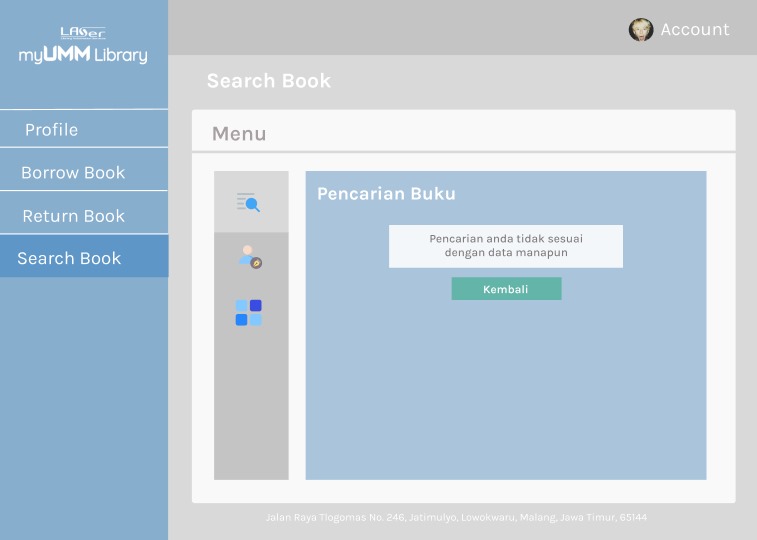 LASer
myUMM Library
Account
Search Book
Profile
Borrow Book
Return Book
Search Book
Menu
Pencarian Buku
Pencarian anda tidak sesuai
dengan data manapun
Kembali
Jalan Raya Tlogomas No. 246, Jatimulyo, Lowokwaru, Malang, Jawa Timur, 65144